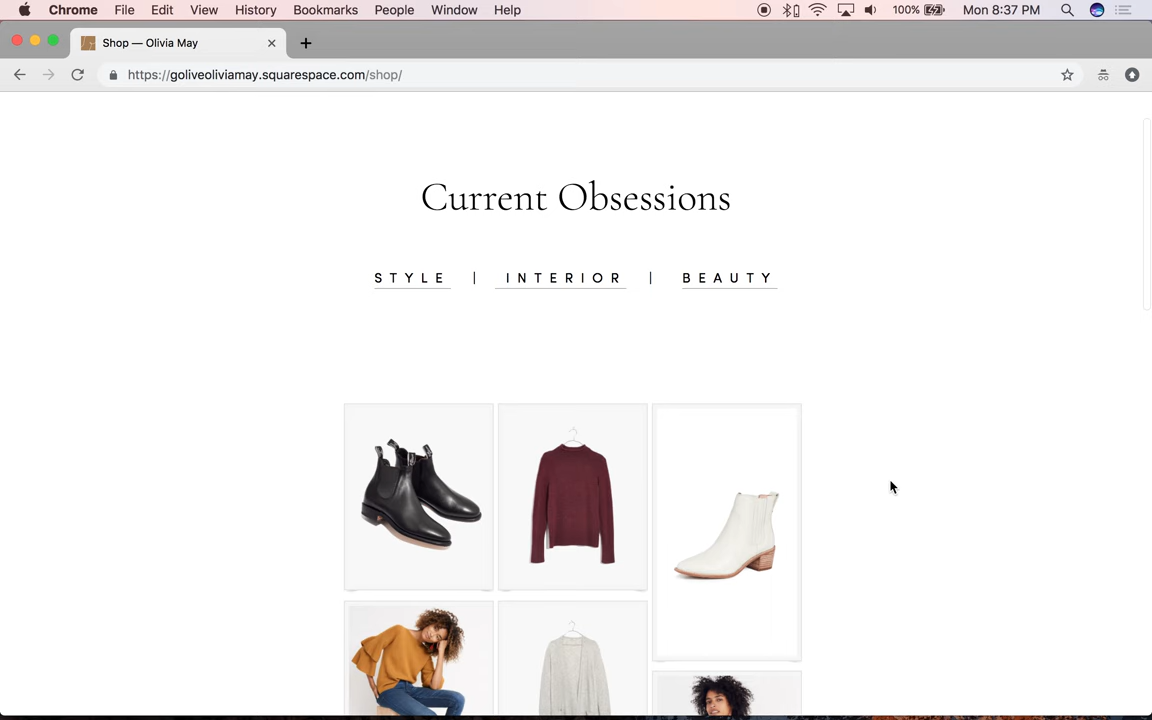 Chrome File Edit View History Bookmarks People Window Help 100% Mon 8:37 PM
Shop — Olivia May
https://goliveoliviamay.squarespace.com/shop/
Current Obsessions
STYLE | INTERIOR | BEAUTY